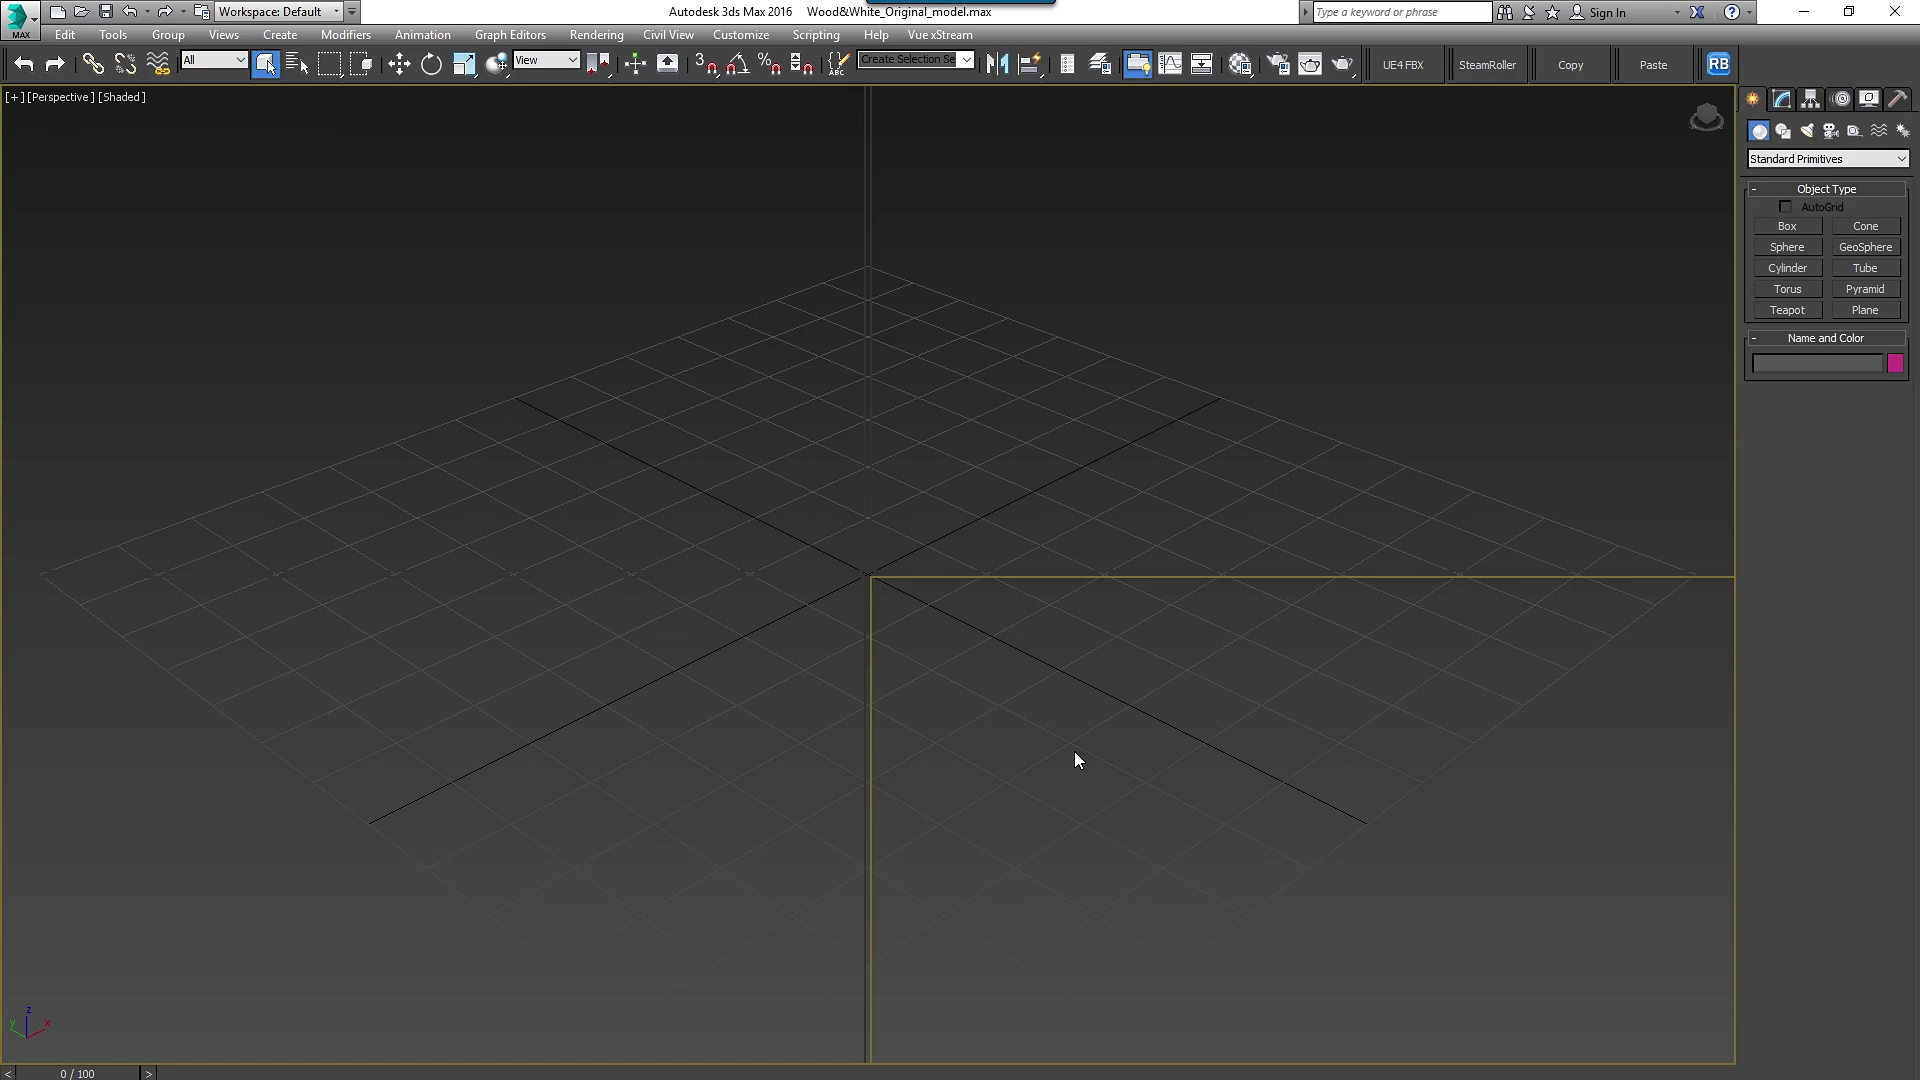 Workspace: Default
Autodesk 3ds Max 2016 Wood&White_Original_model.max
Type a keyword or phrase
Sign In
MAX
Edit Tools Group Views Create Modifiers Animation Graph Editors Rendering Civil View Customize Scripting Help Vue xStream
All
View
3
%
ABC
Create Selection Se
UE4 FBX
SteamRoller
Copy
Paste
RB
[+] [Perspective ] [Shaded ]
Standard Primitives
- Object Type
AutoGrid
Box Cone
Sphere GeoSphere
Cylinder Tube
Torus Pyramid
Teapot Plane
- Name and Color
z
y x
< 0 / 100 >